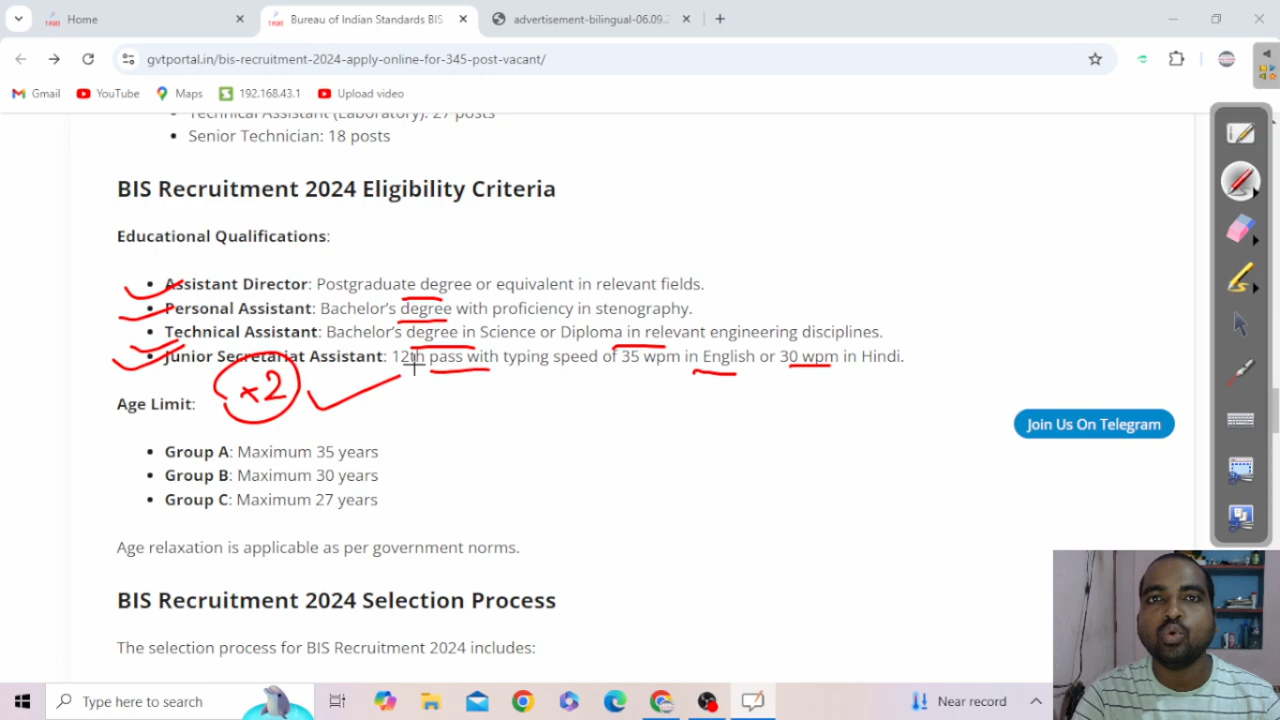 Home
Bureau of Indian Standards BIS
advertisement-bilingual-06.09.2
gvtportal.in/bis-recruitment-2024-apply-online-for-345-post-vacant/
Gmail
YouTube
Maps
192.168.43.1
Upload video
Technical Assistant (Laboratory): 27 posts
Senior Technician: 18 posts
BIS Recruitment 2024 Eligibility Criteria
Educational Qualifications:
Assistant Director: Postgraduate degree or equivalent in relevant fields.
Personal Assistant: Bachelor's degree with proficiency in stenography.
Technical Assistant: Bachelor's degree in Science or Diploma in relevant engineering disciplines.
Junior Secretariat Assistant: 12th pass with typing speed of 35 wpm in English or 30 wpm in Hindi.
+2
Age Limit:
Join Us On Telegram
Group A: Maximum 35 years
Group B: Maximum 30 years
Group C: Maximum 27 years
Age relaxation is applicable as per government norms.
BIS Recruitment 2024 Selection Process
The selection process for BIS Recruitment 2024 includes:
Type here to search
Near record